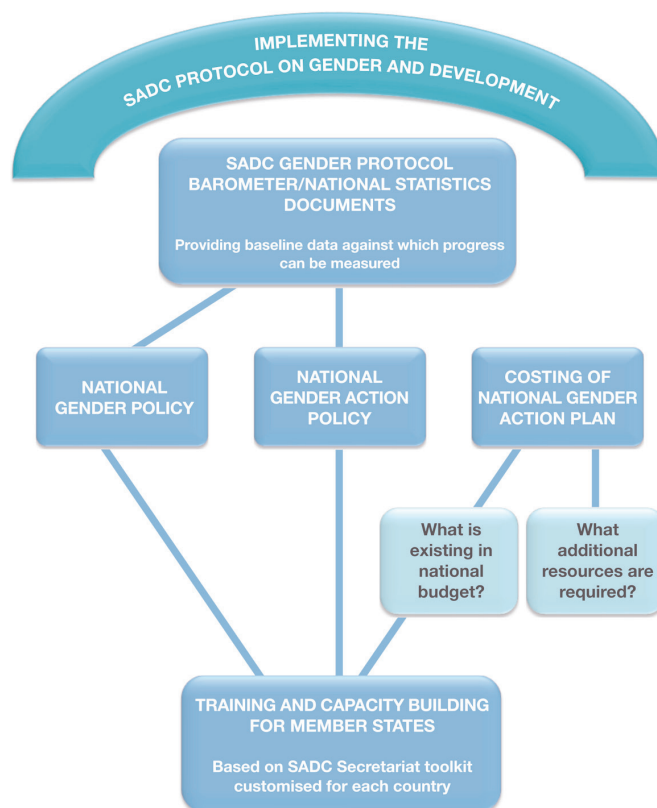 IMPLEMENTING THE
SADC PROTOCOL ON GENDER AND DEVELOPMENT
SADC GENDER PROTOCOL
BAROMETER/NATIONAL STATISTICS
DOCUMENTS
Providing baseline data against which progress
can be measured
NATIONAL
GENDER POLICY
NATIONAL
GENDER ACTION
POLICY
COSTING OF
NATIONAL GENDER
ACTION PLAN
What is
existing in
national
budget?
What
additional
resources are
required?
TRAINING AND CAPACITY BUILDING
FOR MEMBER STATES
Based on SADC Secretariat toolkit
customised for each country